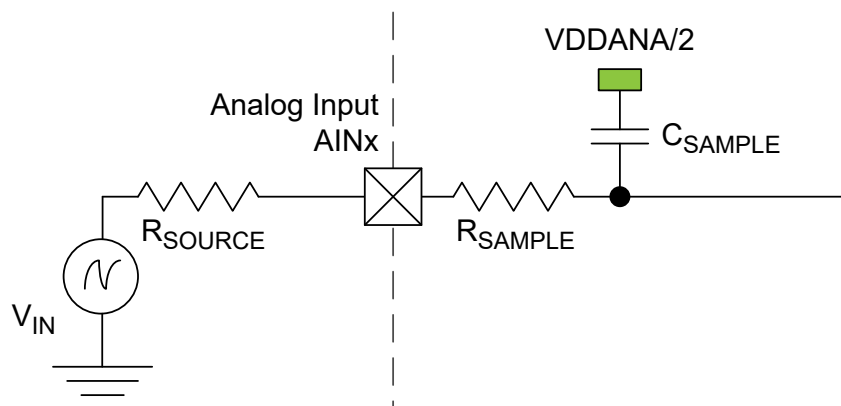 VDDANA/2
Analog Input
AINx
CSAMPLE
RSOURCE
RSAMPLE
VIN